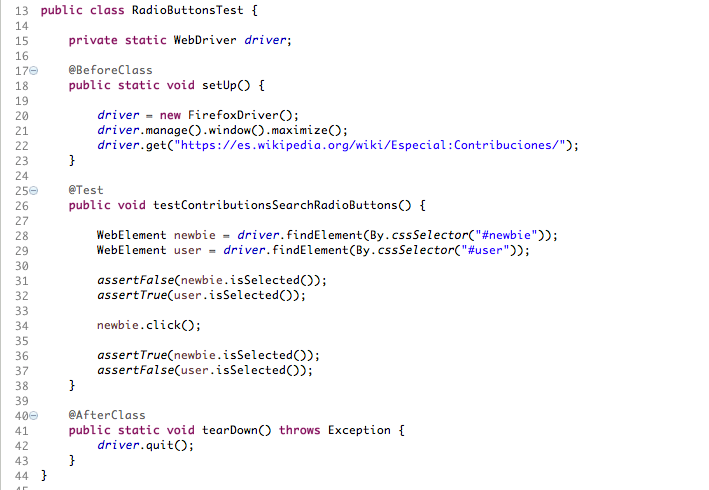 13 public class RadioButtonsTest {
14
15 private static WebDriver driver;
16
17 @BeforeClass
18 public static void setUp() {
19
20 driver = new FirefoxDriver();
21 driver.manage().window().maximize();
22 driver.get("https://es.wikipedia.org/wiki/Especial:Contribuciones/");
23 }
24
25 @Test
26 public void testContributionsSearchRadioButtons() {
27
28 WebElement newbie = driver.findElement(By.cssSelector("#newbie"));
29 WebElement user = driver.findElement(By.cssSelector("#user"));
30
31 assertFalse(newbie.isSelected());
32 assertTrue(user.isSelected());
33
34 newbie.click();
35
36 assertTrue(newbie.isSelected());
37 assertFalse(user.isSelected());
38 }
39
40 @AfterClass
41 public static void tearDown() throws Exception {
42 driver.quit();
43 }
44 }